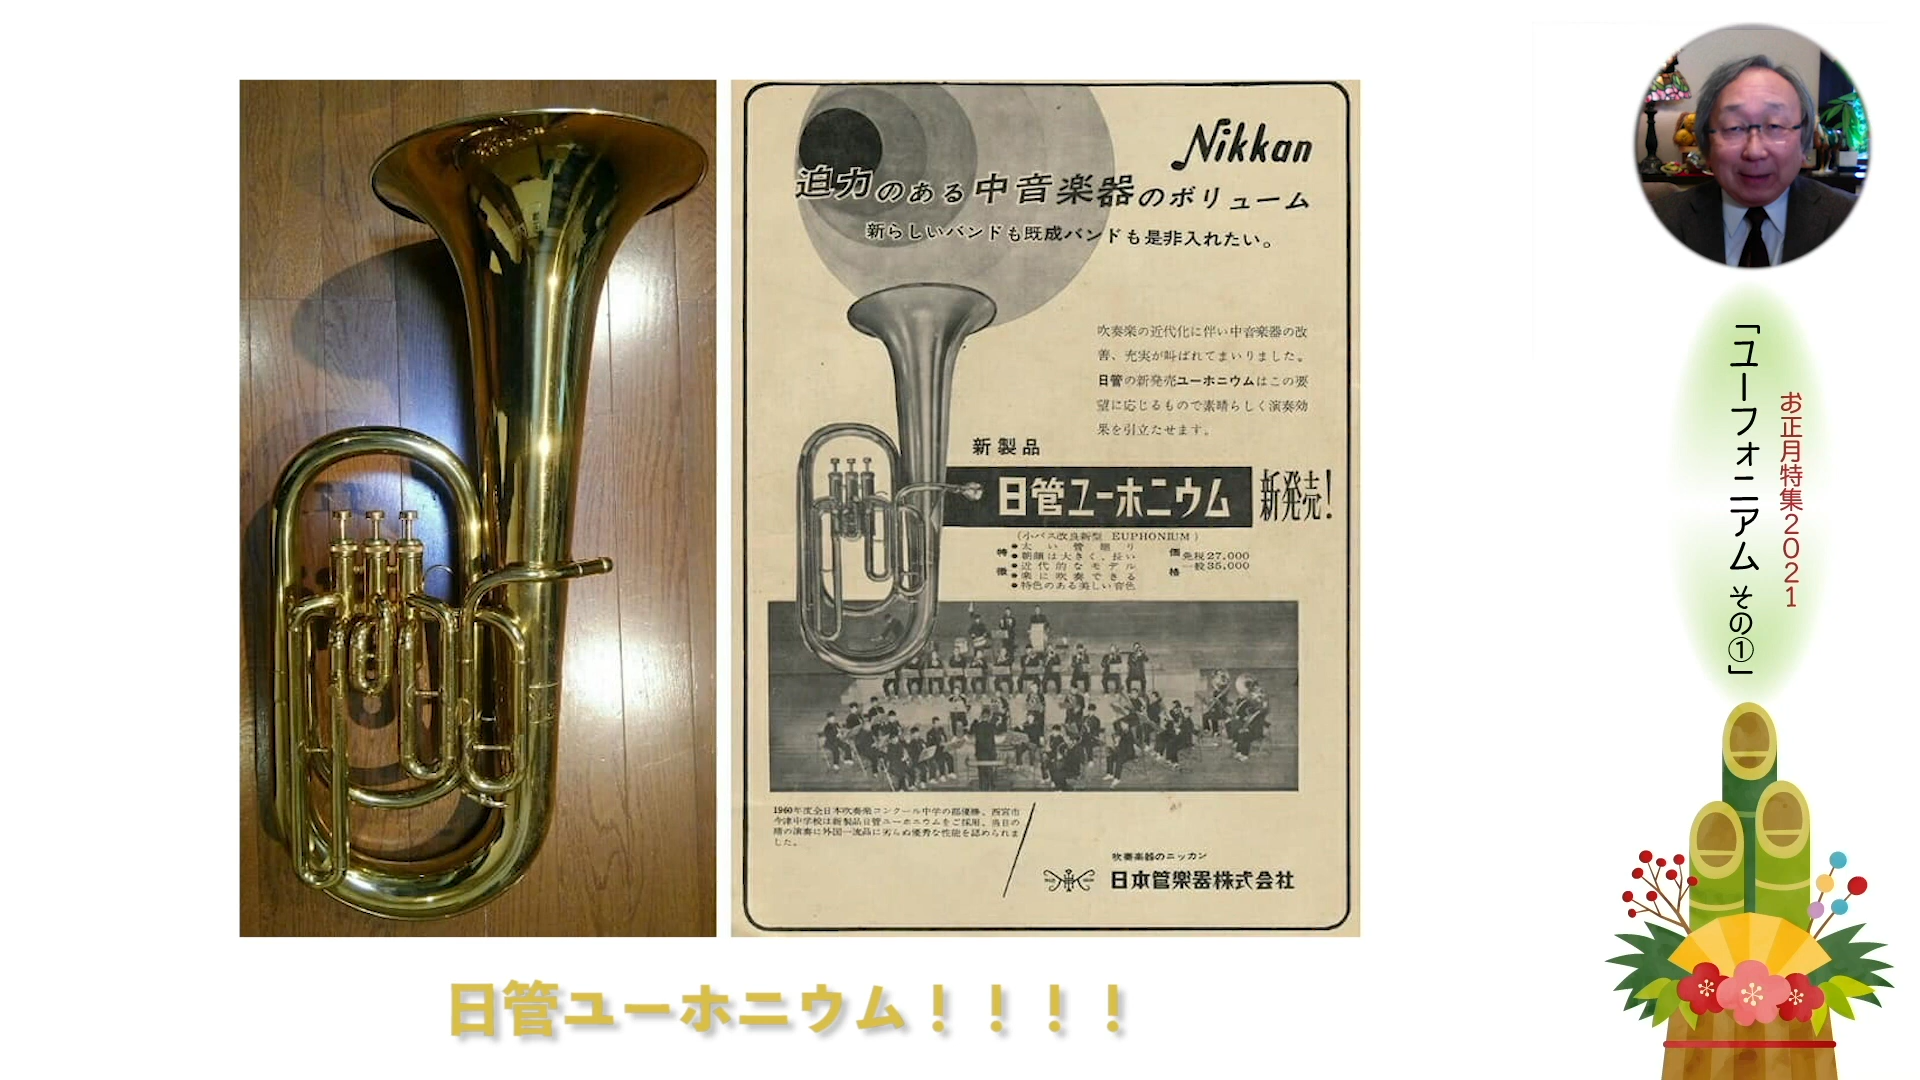 Nikkan
迫力のある中音楽器のボリューム
新らしいバンドも既成バンドも是非入れたい。
吹奏楽の近代化に伴い中音楽器の改
善、充実が叫ばれてまいりました。
日管の新発売ユーホニウムはこの要
望に応じるもので素晴らしく演奏効
果を引立たせます。
新製品
日管ユーホニウム 新発売!
(小バス改良新型 EUPHONIUM)
特徴
●太い管廻り
●朝顔は大きく、長い
●近代的なモデル
●楽に吹奏できる
●特色のある美しい音色
価格
免税27,000
一般35,000
1960年度全日本吹奏楽コンクール中学の部優勝、西宮市
今津中学校は新製品日管ユーホニウムをご採用、当日の
晴の演奏に外国一流品に劣らぬ優秀な性能を認められま
した。
吹奏楽器のニッカン
日本管楽器株式会社
日管ユーホニウム!!!!
お正月特集2021
「ユーフォニアム その①」